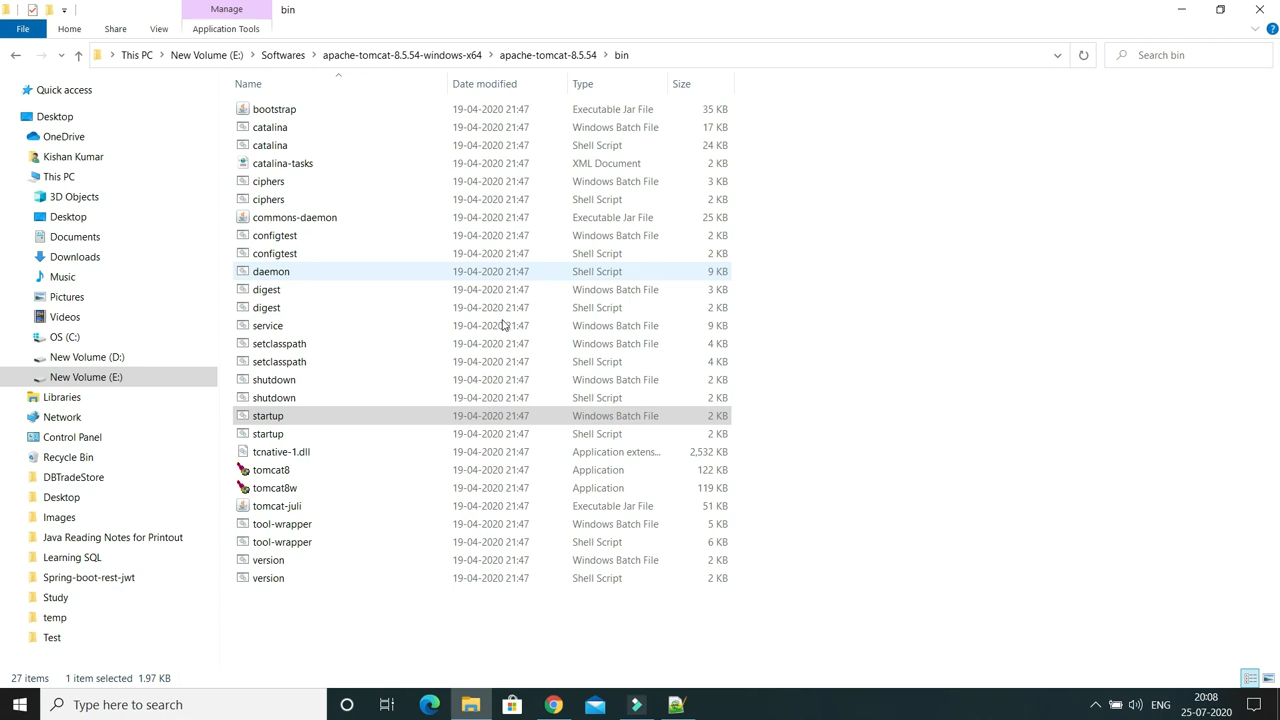 Manage
bin
File
Home
Share
View
Application Tools
This PC
New Volume (E:)
Softwares
apache-tomcat-8.5.54-windows-x64
apache-tomcat-8.5.54
bin
Search bin
Name
Date modified
Type
Size
Quick access
Desktop
OneDrive
Kishan Kumar
This PC
3D Objects
Desktop
Documents
Downloads
Music
Pictures
Videos
OS (C:)
New Volume (D:)
New Volume (E:)
Libraries
Network
Control Panel
Recycle Bin
DBTradeStore
Desktop
Images
Java Reading Notes for Printout
Learning SQL
Spring-boot-rest-jwt
Study
temp
Test
bootstrap 19-04-2020 21:47 Executable Jar File 35 KB
catalina 19-04-2020 21:47 Windows Batch File 17 KB
catalina 19-04-2020 21:47 Shell Script 24 KB
catalina-tasks 19-04-2020 21:47 XML Document 2 KB
ciphers 19-04-2020 21:47 Windows Batch File 3 KB
ciphers 19-04-2020 21:47 Shell Script 2 KB
commons-daemon 19-04-2020 21:47 Executable Jar File 25 KB
configtest 19-04-2020 21:47 Windows Batch File 2 KB
configtest 19-04-2020 21:47 Shell Script 2 KB
daemon 19-04-2020 21:47 Shell Script 9 KB
digest 19-04-2020 21:47 Windows Batch File 3 KB
digest 19-04-2020 21:47 Shell Script 2 KB
service 19-04-2020 21:47 Windows Batch File 9 KB
setclasspath 19-04-2020 21:47 Windows Batch File 4 KB
setclasspath 19-04-2020 21:47 Shell Script 4 KB
shutdown 19-04-2020 21:47 Windows Batch File 2 KB
shutdown 19-04-2020 21:47 Shell Script 2 KB
startup 19-04-2020 21:47 Windows Batch File 2 KB
startup 19-04-2020 21:47 Shell Script 2 KB
tcnative-1.dll 19-04-2020 21:47 Application extens... 2,532 KB
tomcat8 19-04-2020 21:47 Application 122 KB
tomcat8w 19-04-2020 21:47 Application 119 KB
tomcat-juli 19-04-2020 21:47 Executable Jar File 51 KB
tool-wrapper 19-04-2020 21:47 Windows Batch File 5 KB
tool-wrapper 19-04-2020 21:47 Shell Script 6 KB
version 19-04-2020 21:47 Windows Batch File 2 KB
version 19-04-2020 21:47 Shell Script 2 KB
27 items
1 item selected 1.97 KB
Type here to search
ENG
20:08
25-07-2020